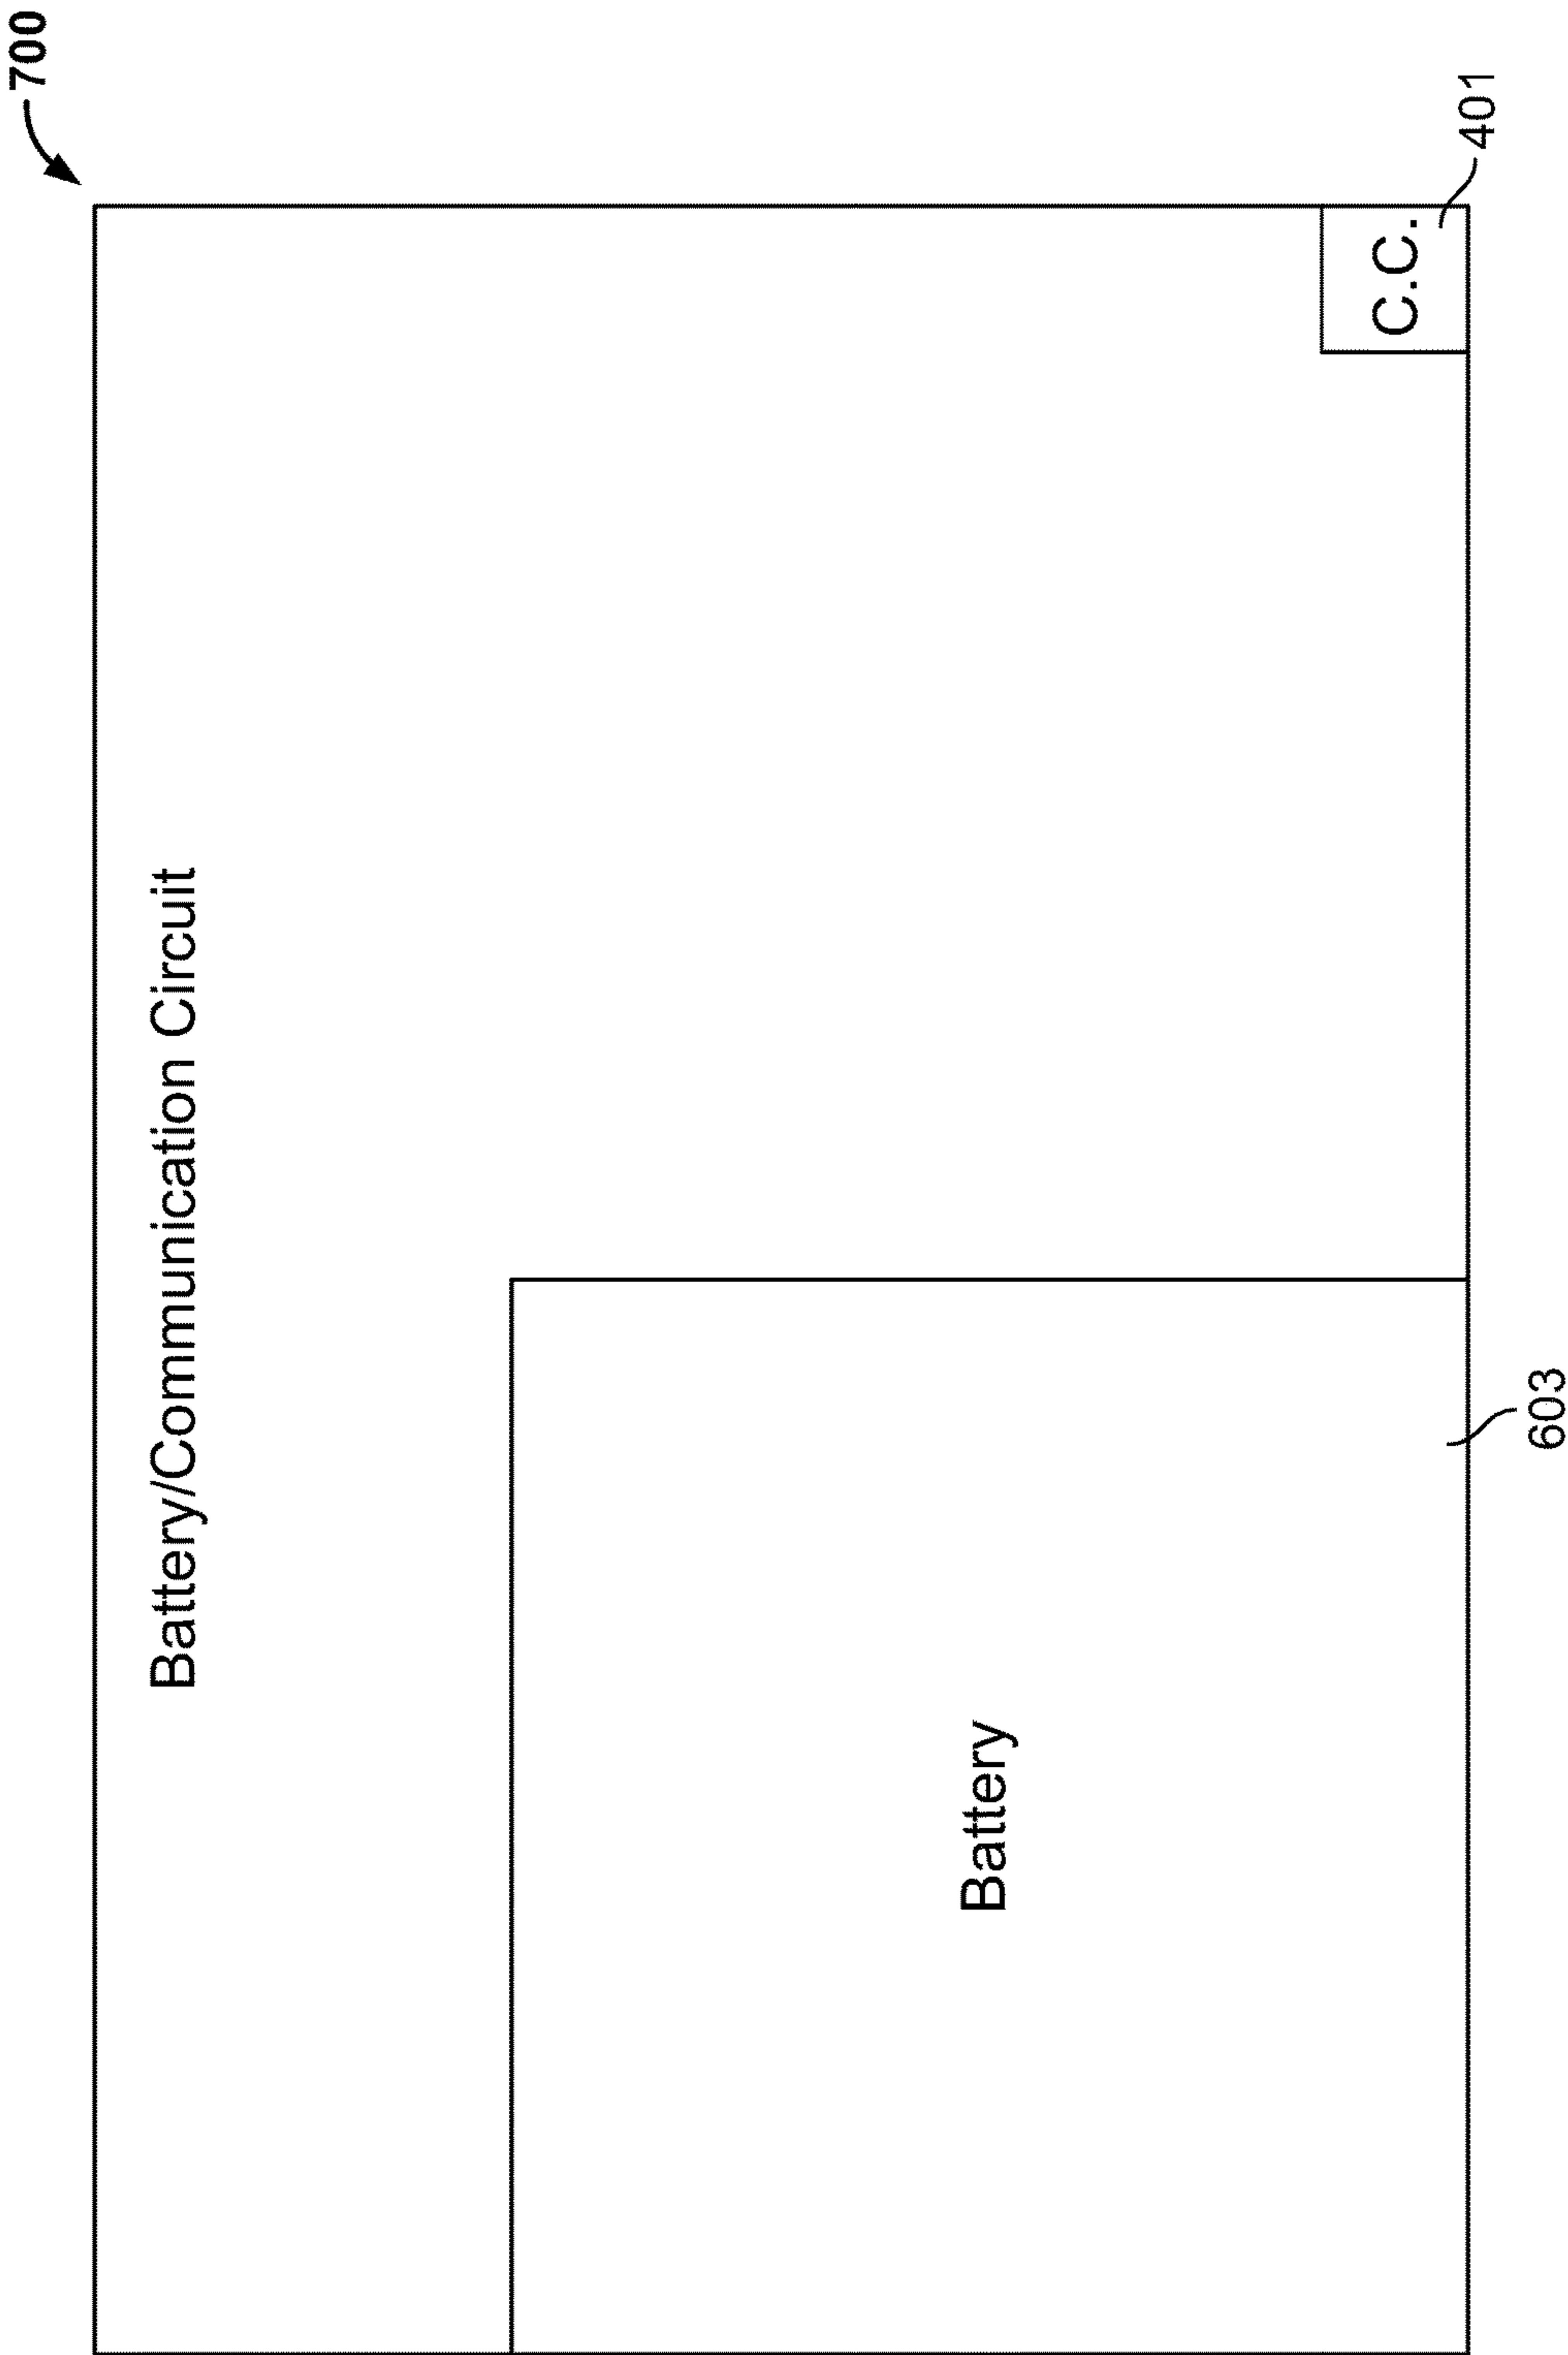 700
Battery/Communication Circuit
Battery
C.C.
401
603